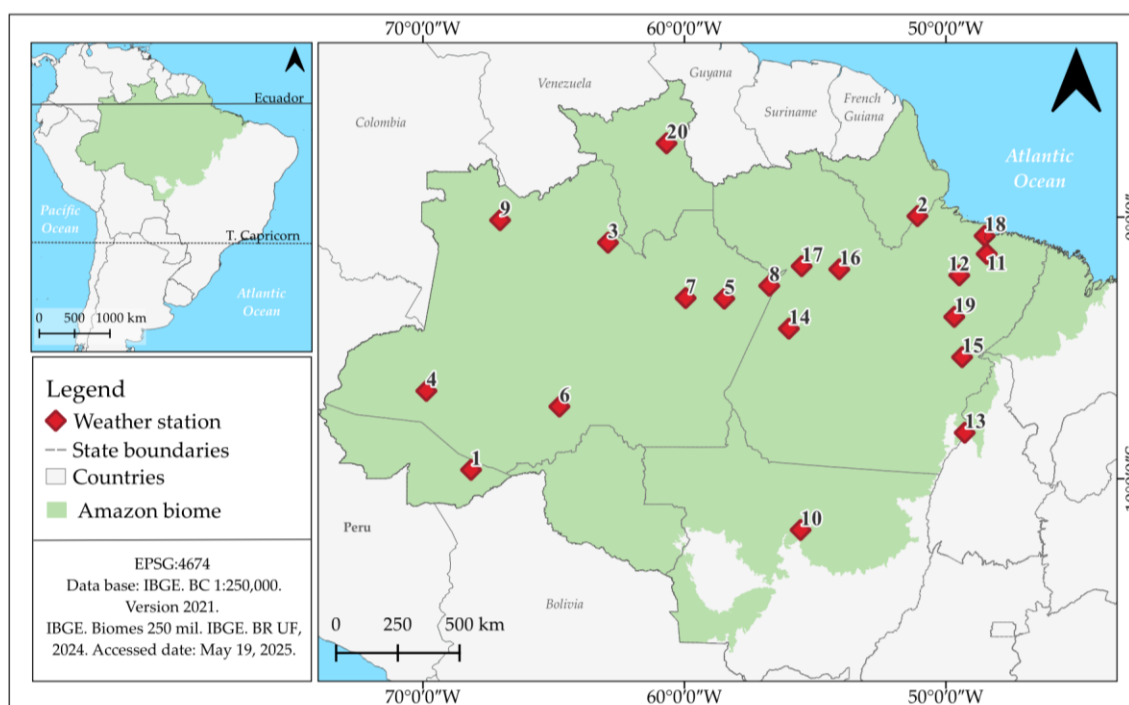 70°0′0″W 60°0′0″W 50°0′0″W
Ecuador
Pacific
Ocean
T. Capricorn
Atlantic
Ocean
0 500 1000 km
Legend
Weather station
State boundaries
Countries
Amazon biome
EPSG:4674
Data base: IBGE. BC 1:250,000.
Version 2021.
IBGE. Biomes 250 mil. IBGE. BR UF,
2024. Accessed date: May 19, 2025.
Venezuela
Guyana
Suriname
French
Guiana
Colombia
Atlantic
Ocean
20
9
3
2
18
11
17
16
12
8
7
5
19
14
15
4
6
13
1
10
Peru
Bolivia
0 250 500 km
70°0′0″W 60°0′0″W 50°0′0″W